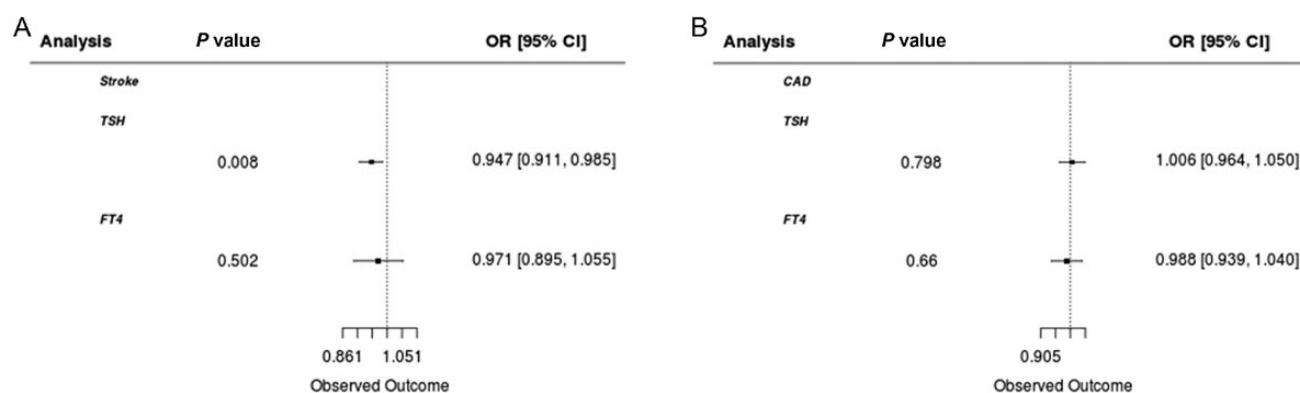 A
Analysis P value OR [95% CI]
Stroke
TSH
0.008 0.947 [0.911, 0.985]
FT4
0.502 0.971 [0.895, 1.055]
0.861 1.051
Observed Outcome
B
Analysis P value OR [95% CI]
CAD
TSH
0.798 1.006 [0.964, 1.050]
FT4
0.66 0.988 [0.939, 1.040]
0.905
Observed Outcome